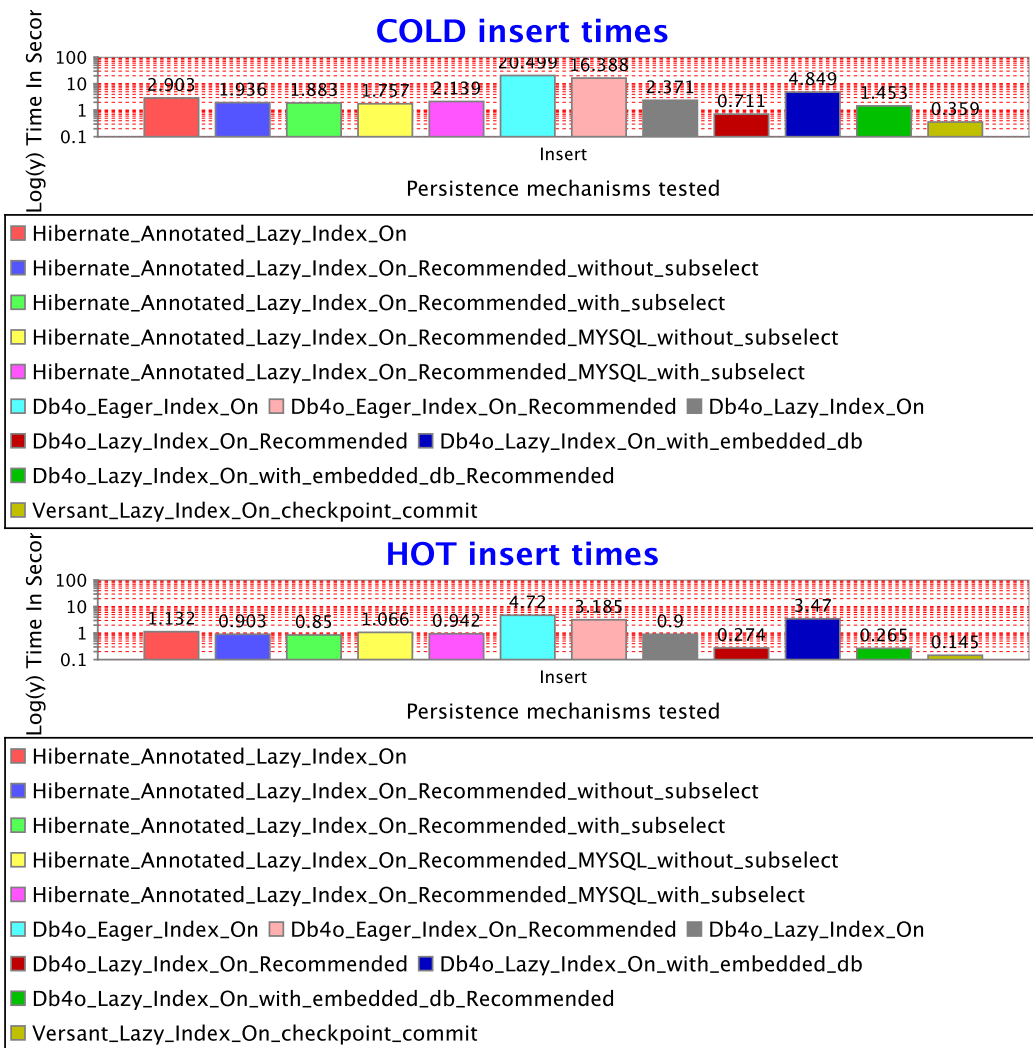 COLD insert times
Log(y) Time In Secor
100
10
1
0.1
2.903
1.936
1.883
1.757
2.139
20.499
16.388
2.371
0.711
4.849
1.453
0.359
Insert
Persistence mechanisms tested
Hibernate_Annotated_Lazy_Index_On
Hibernate_Annotated_Lazy_Index_On_Recommended_without_subselect
Hibernate_Annotated_Lazy_Index_On_Recommended_with_subselect
Hibernate_Annotated_Lazy_Index_On_Recommended_MYSQL_without_subselect
Hibernate_Annotated_Lazy_Index_On_Recommended_MYSQL_with_subselect
Db4o_Eager_Index_On Db4o_Eager_Index_On_Recommended Db4o_Lazy_Index_On
Db4o_Lazy_Index_On_Recommended Db4o_Lazy_Index_On_with_embedded_db
Db4o_Lazy_Index_On_with_embedded_db_Recommended
Versant_Lazy_Index_On_checkpoint_commit
HOT insert times
Log(y) Time In Secor
100
10
1
0.1
1.132
0.903
0.85
1.066
0.942
4.72
3.185
0.9
0.274
3.47
0.265
0.145
Insert
Persistence mechanisms tested
Hibernate_Annotated_Lazy_Index_On
Hibernate_Annotated_Lazy_Index_On_Recommended_without_subselect
Hibernate_Annotated_Lazy_Index_On_Recommended_with_subselect
Hibernate_Annotated_Lazy_Index_On_Recommended_MYSQL_without_subselect
Hibernate_Annotated_Lazy_Index_On_Recommended_MYSQL_with_subselect
Db4o_Eager_Index_On Db4o_Eager_Index_On_Recommended Db4o_Lazy_Index_On
Db4o_Lazy_Index_On_Recommended Db4o_Lazy_Index_On_with_embedded_db
Db4o_Lazy_Index_On_with_embedded_db_Recommended
Versant_Lazy_Index_On_checkpoint_commit